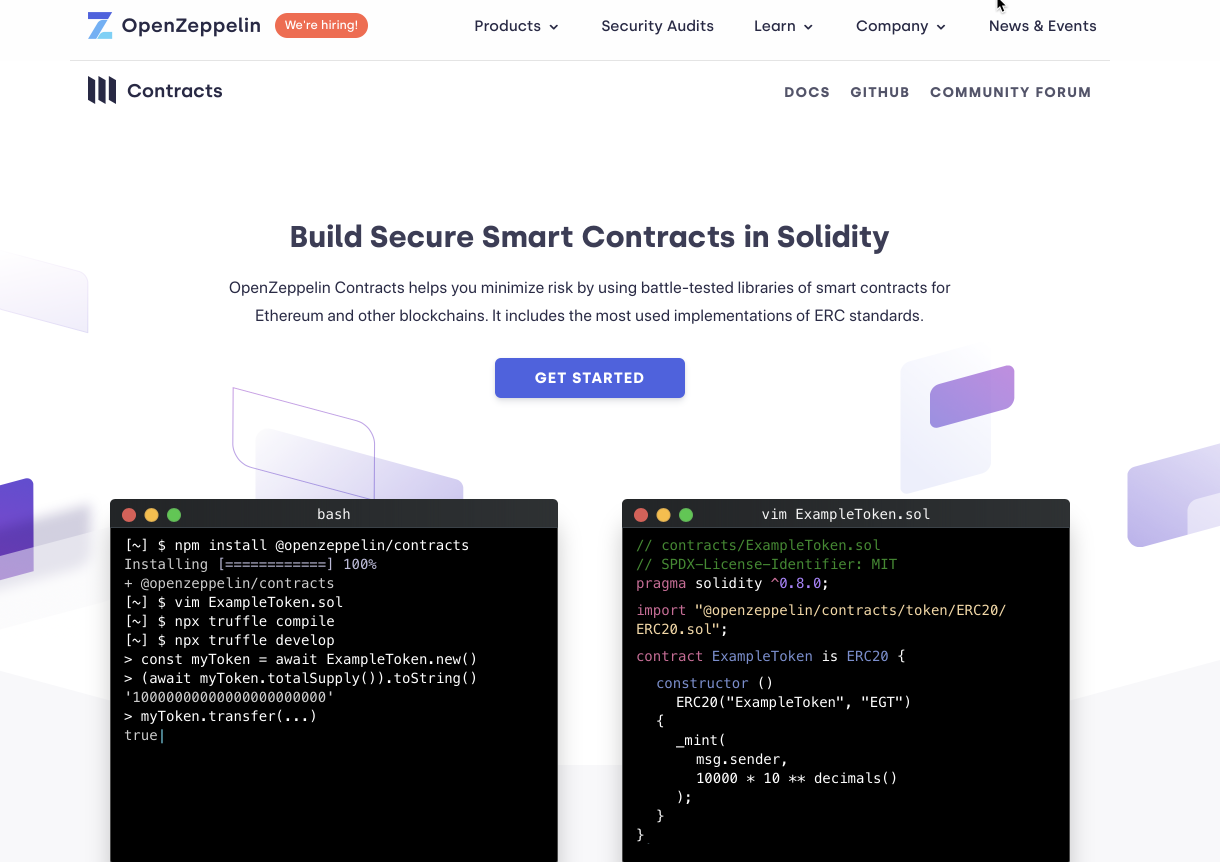 OpenZeppelin We're hiring! Products Security Audits Learn Company News & Events
Contracts DOCS GITHUB COMMUNITY FORUM
Build Secure Smart Contracts in Solidity
OpenZeppelin Contracts helps you minimize risk by using battle-tested libraries of smart contracts for
Ethereum and other blockchains. It includes the most used implementations of ERC standards.
GET STARTED
bash
[~] $ npm install @openzeppelin/contracts
Installing [============] 100%
+ @openzeppelin/contracts
[~] $ vim ExampleToken.sol
[~] $ npx truffle compile
[~] $ npx truffle develop
> const myToken = await ExampleToken.new()
> (await myToken.totalSupply()).toString()
'10000000000000000000000'
> myToken.transfer(...)
true|
vim ExampleToken.sol
// contracts/ExampleToken.sol
// SPDX-License-Identifier: MIT
pragma solidity ^0.8.0;
import "@openzeppelin/contracts/token/ERC20/
ERC20.sol";
contract ExampleToken is ERC20 {
constructor ()
ERC20("ExampleToken", "EGT")
{
_mint(
msg.sender,
10000 * 10 ** decimals()
);
}
}